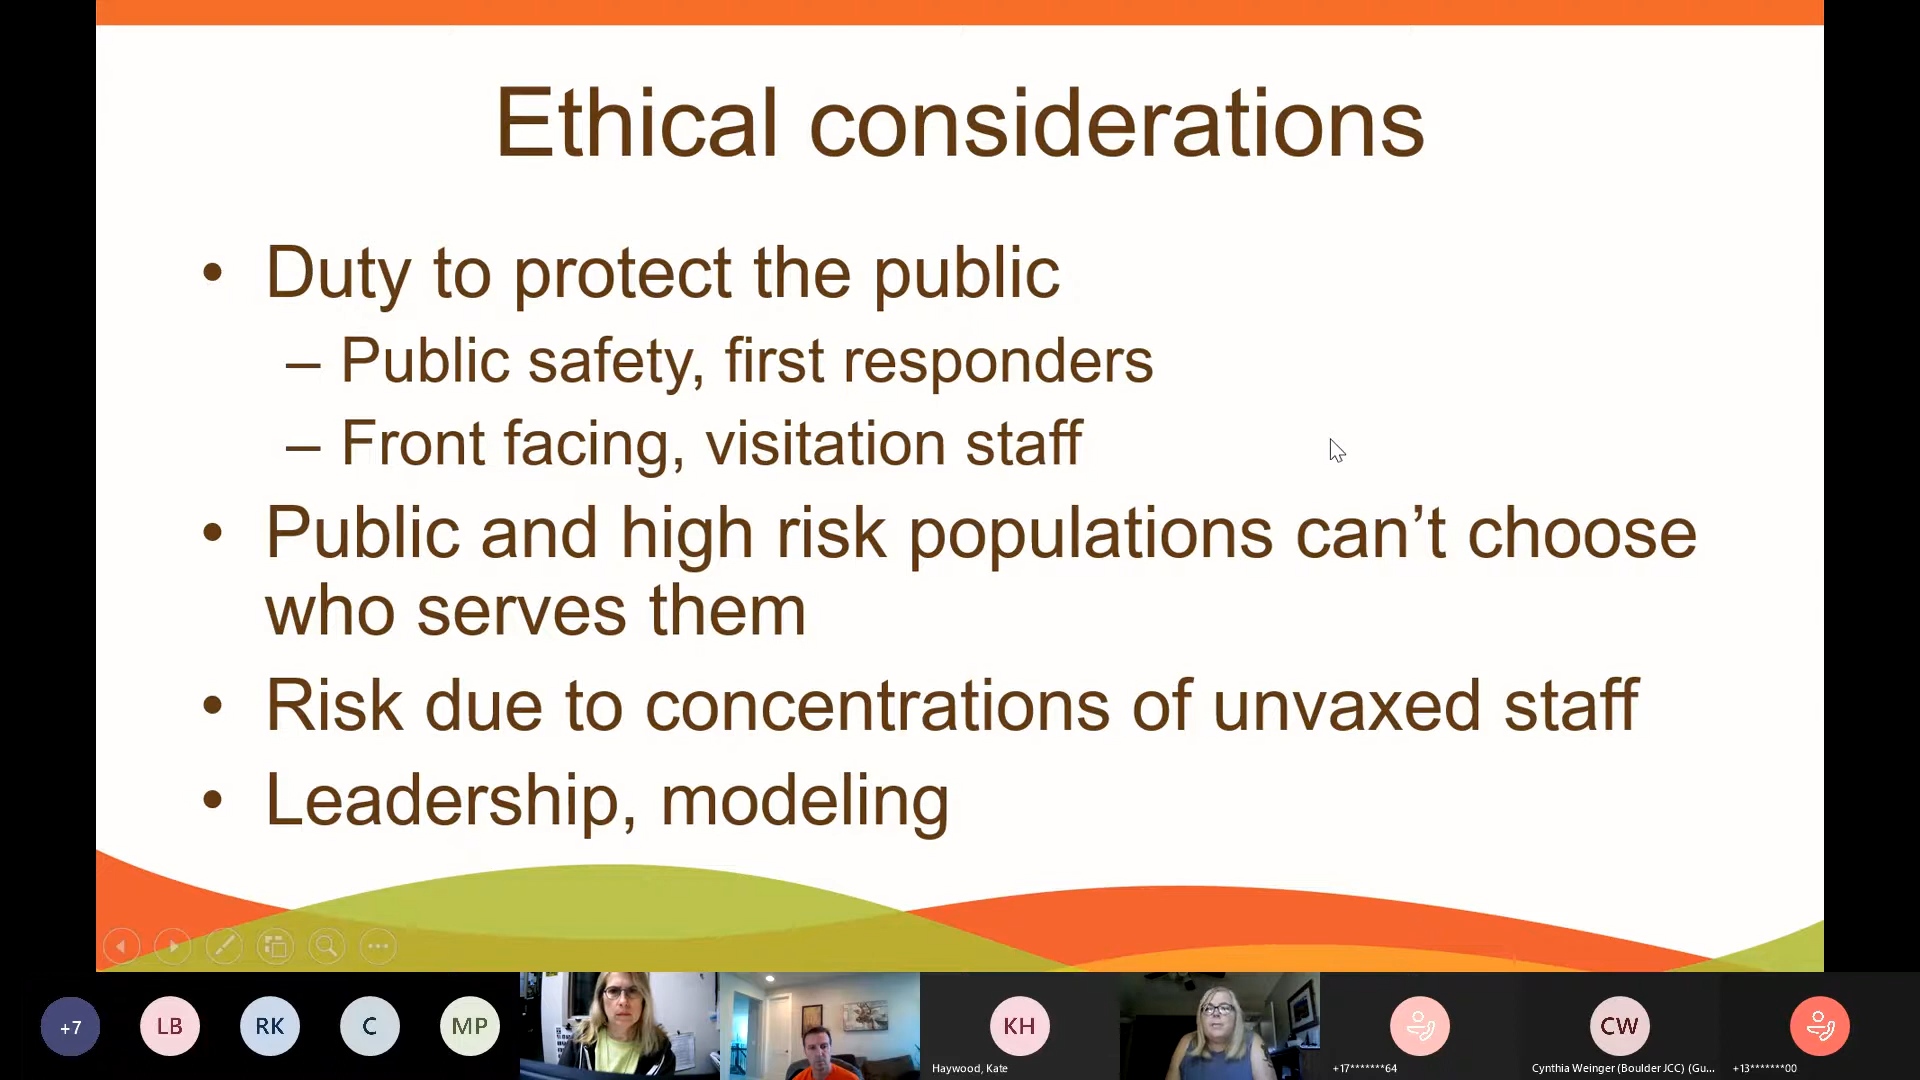 Ethical considerations
• Duty to protect the public
– Public safety, first responders
– Front facing, visitation staff
• Public and high risk populations can’t choose
who serves them
• Risk due to concentrations of unvaxed staff
• Leadership, modeling
+7
LB
RK
C
MP
KH
Haywood, Kate
+17*******64
CW
Cynthia Weinger (Boulder JCC) (Gu...
+13*******00